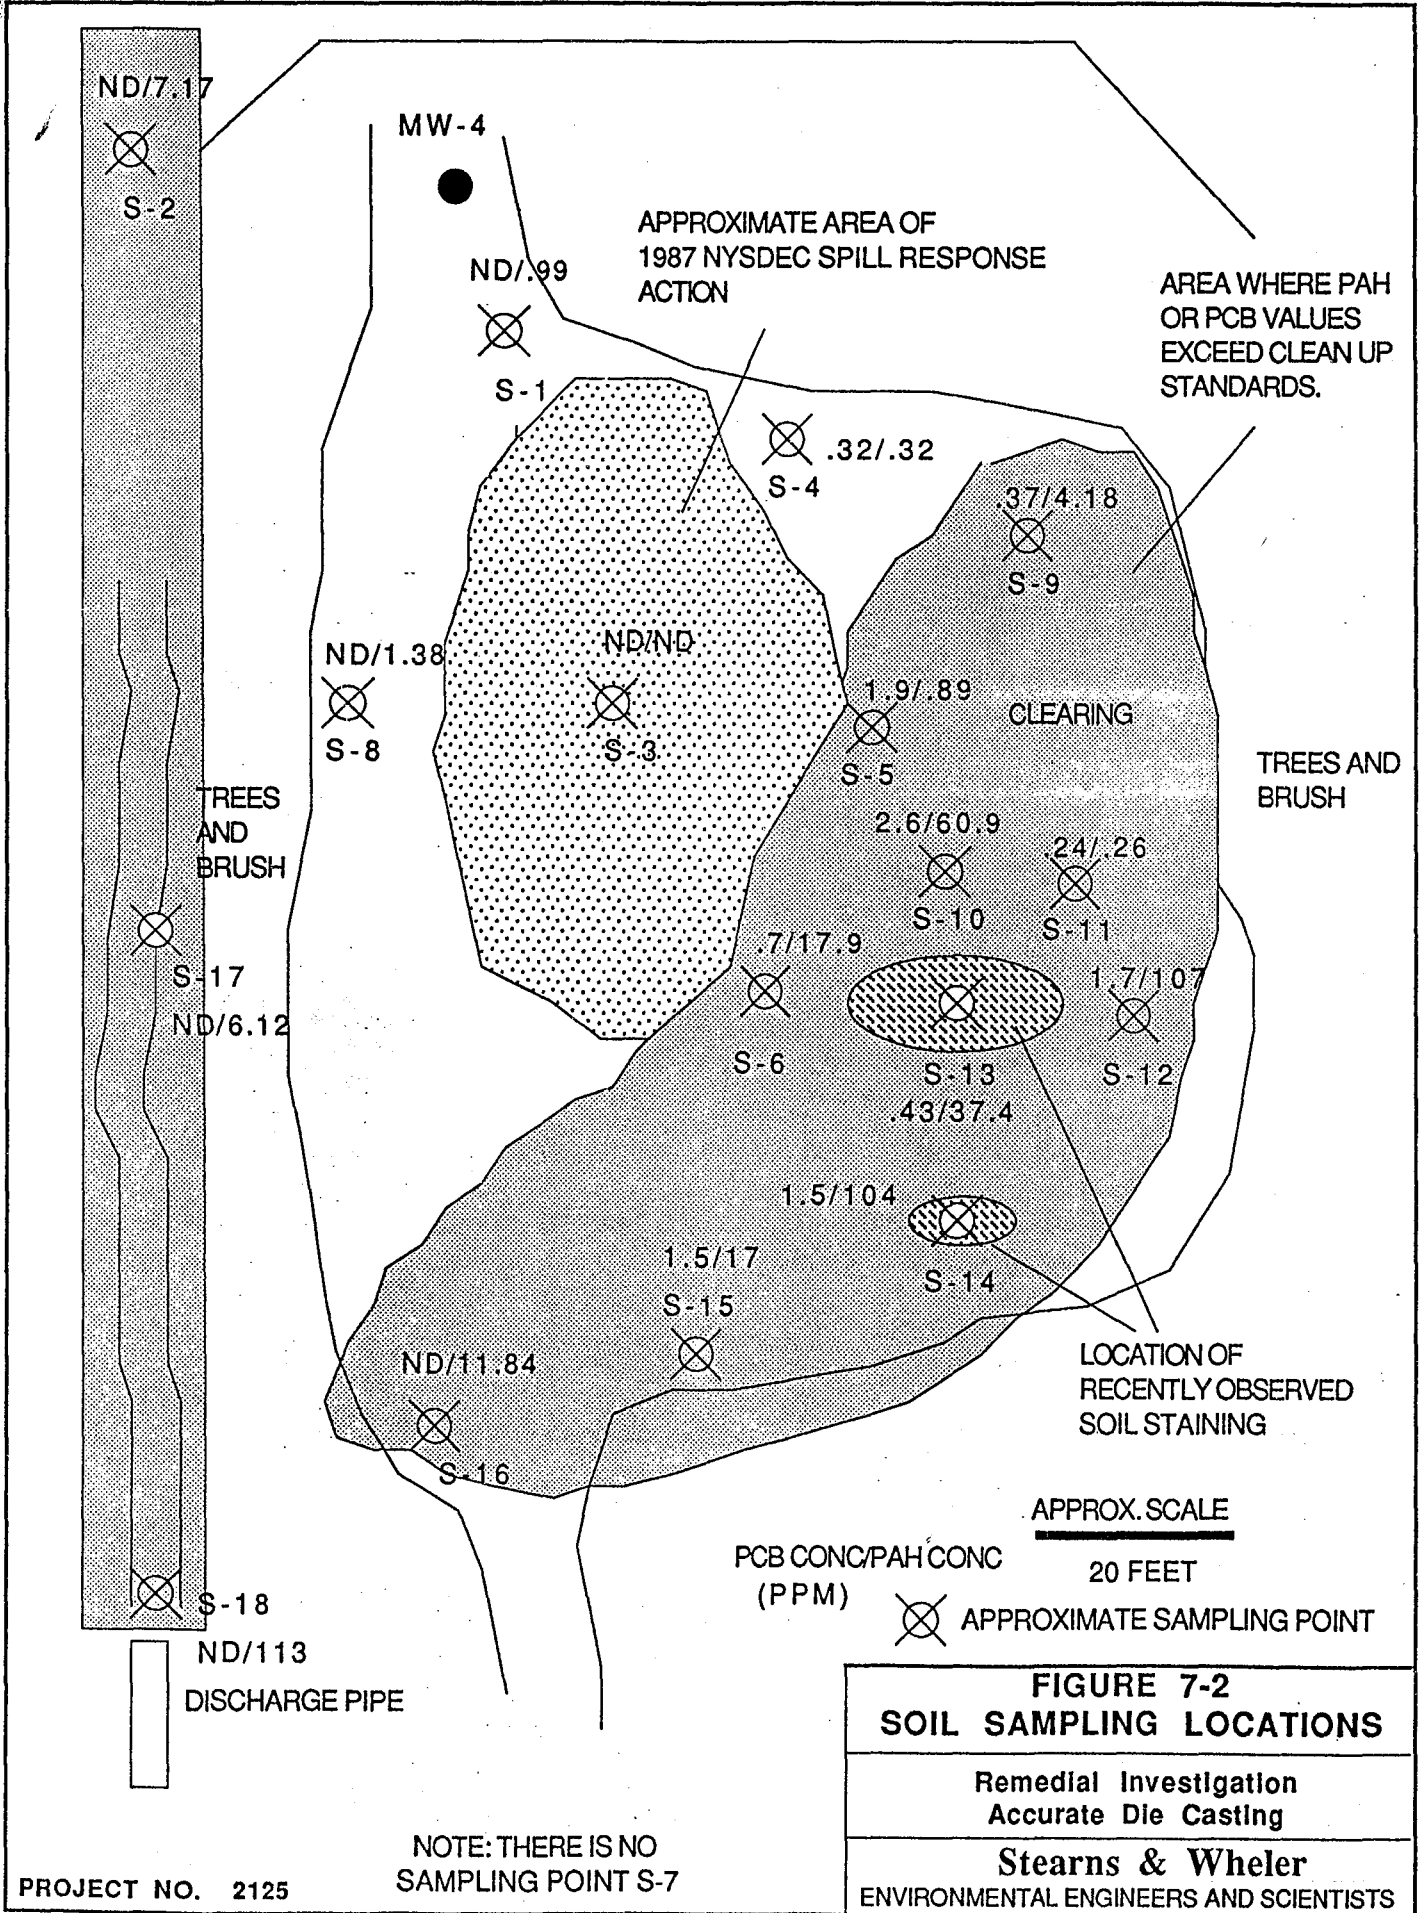 ND/7.17
S-2
MW-4
ND/.99
S-1
APPROXIMATE AREA OF
1987 NYSDEC SPILL RESPONSE
ACTION
AREA WHERE PAH
OR PCB VALUES
EXCEED CLEAN UP
STANDARDS.
.32/.32
S-4
.37/4.18
S-9
ND/1.38
S-8
ND/ND
S-3
1.9/.89
S-5
CLEARING
TREES AND
BRUSH
TREES
AND
BRUSH
2.6/60.9
S-10
.24/.26
S-11
S-17
ND/6.12
.7/17.9
S-6
S-13
.43/37.4
1.7/107
S-12
1.5/104
S-14
1.5/17
S-15
ND/11.84
S-16
LOCATION OF
RECENTLY OBSERVED
SOIL STAINING
APPROX. SCALE
20 FEET
PCB CONC/PAH CONC
(PPM)
APPROXIMATE SAMPLING POINT
S-18
ND/113
DISCHARGE PIPE
FIGURE 7-2
SOIL SAMPLING LOCATIONS
Remedial Investigation
Accurate Die Casting
Stearns & Wheler
ENVIRONMENTAL ENGINEERS AND SCIENTISTS
NOTE: THERE IS NO
SAMPLING POINT S-7
PROJECT NO. 2125